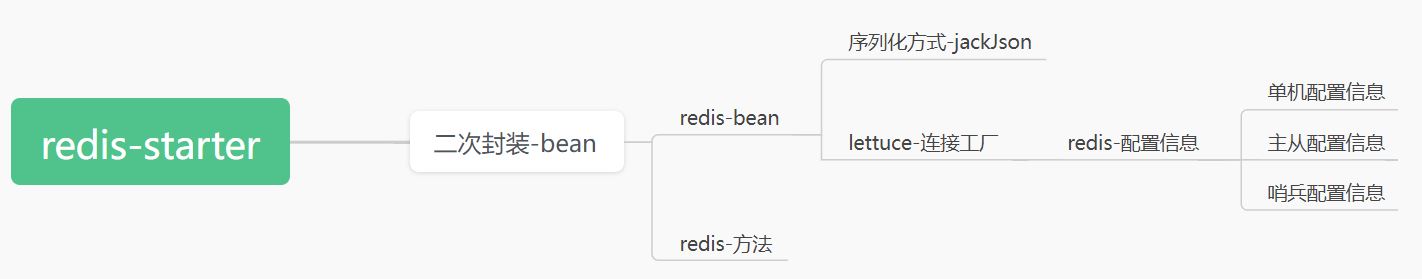 redis-starter
二次封装-bean
redis-bean
序列化方式-jackJson
lettuce-连接工厂
redis-配置信息
单机配置信息
主从配置信息
哨兵配置信息
redis-方法